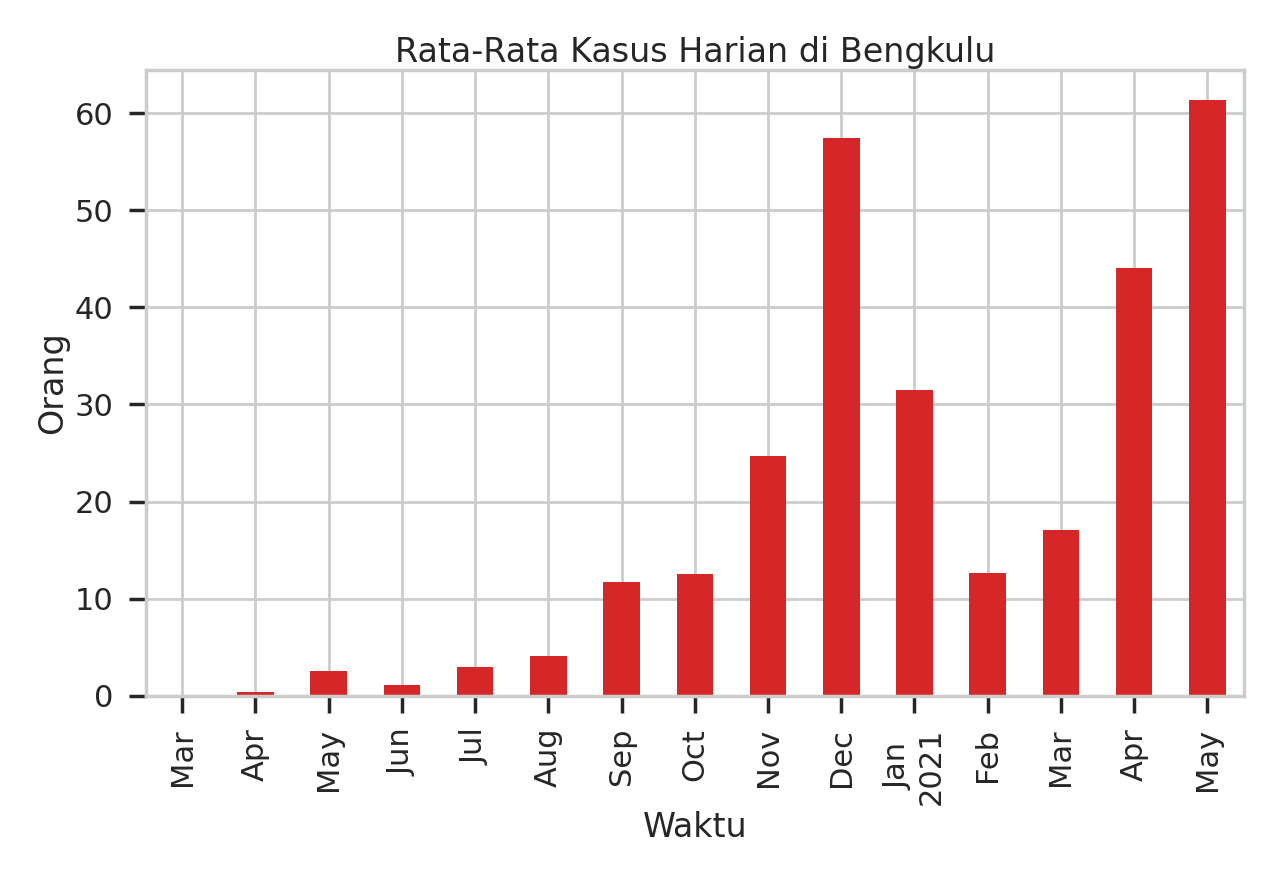 Rata-Rata Kasus Harian di Bengkulu
Orang
60
50
40
30
20
10
0
Mar
Apr
May
Jun
Jul
Aug
Sep
Oct
Nov
Dec
Jan
2021
Feb
Mar
Apr
May
Waktu